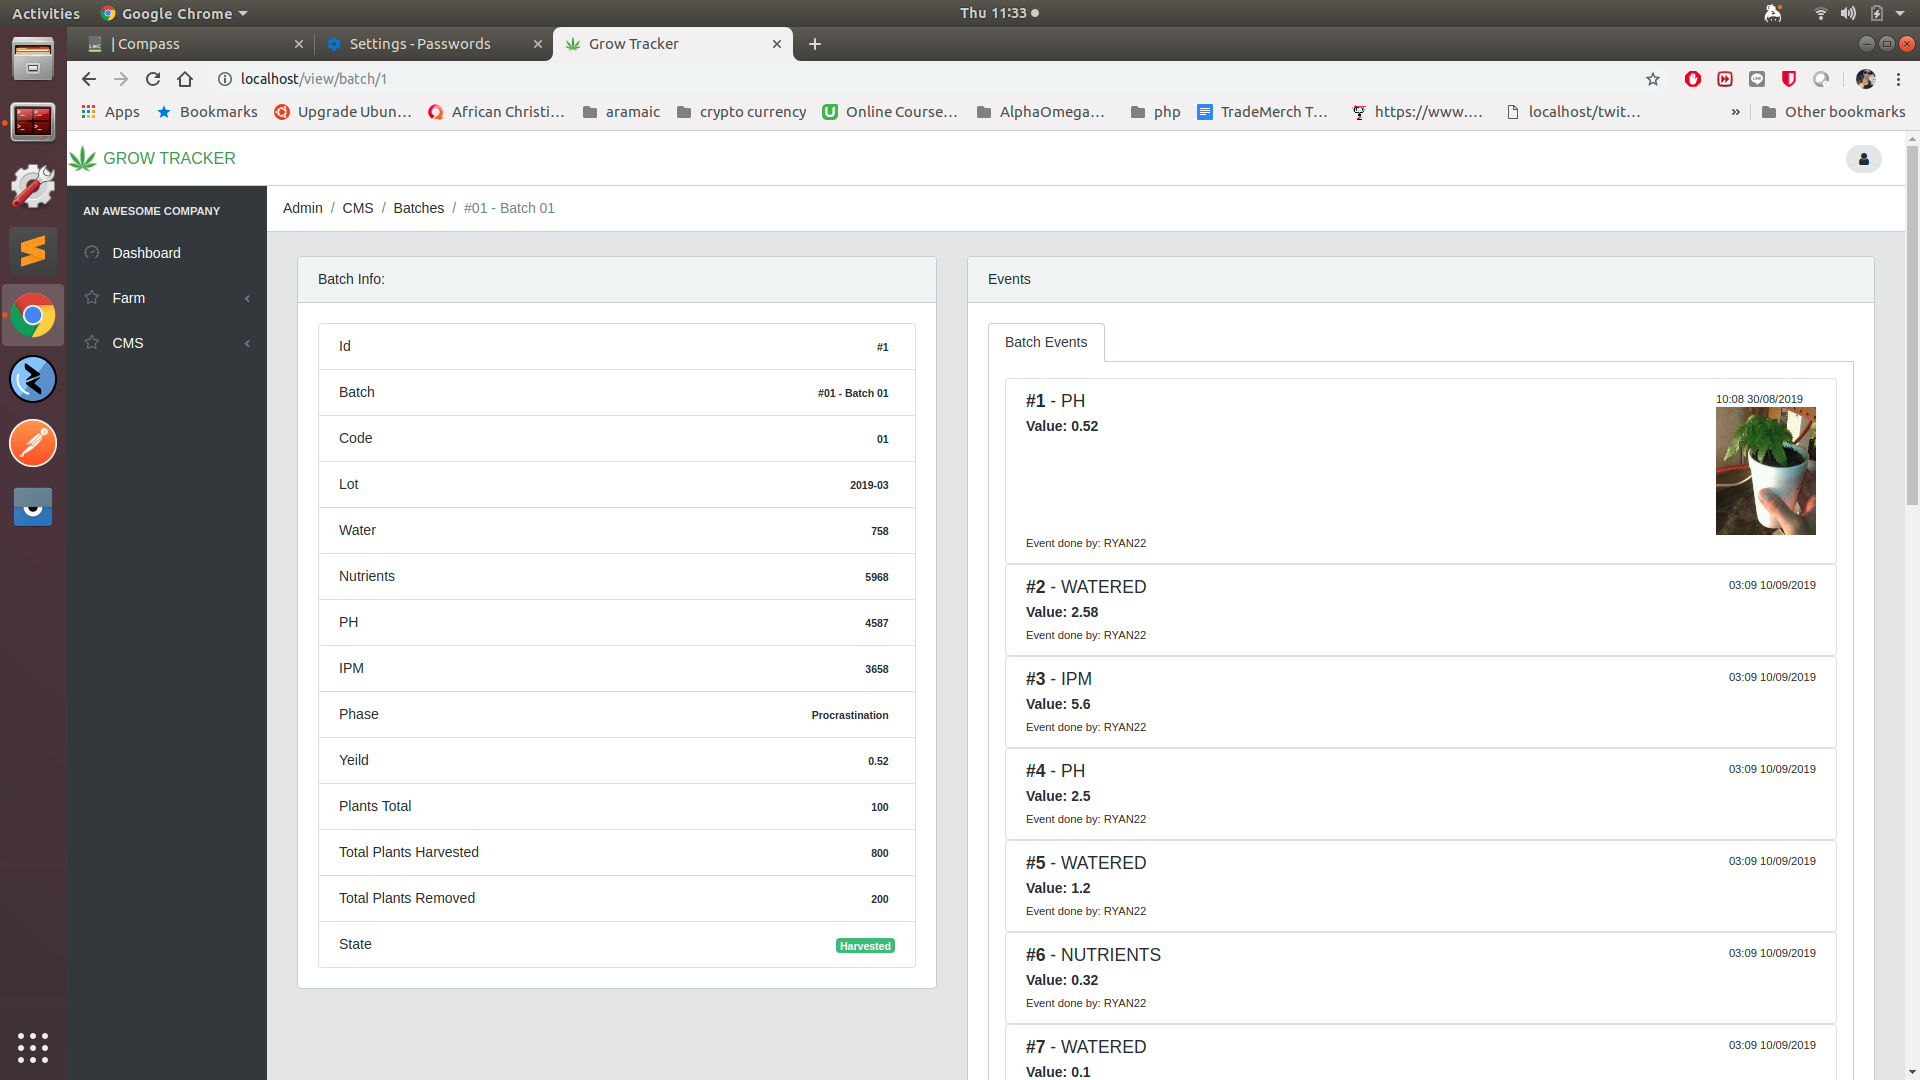 Activities Google Chrome Thu 11:33
| Compass Settings - Passwords Grow Tracker
localhost/view/batch/1
Apps Bookmarks Upgrade Ubun... African Christi... aramaic crypto currency Online Course... AlphaOmega... php TradeMerch T... https://www.... localhost/twit... » Other bookmarks
GROW TRACKER
AN AWESOME COMPANY
Dashboard
Farm
CMS
Admin / CMS / Batches / #01 - Batch 01
Batch Info:
Id #1
Batch #01 - Batch 01
Code 01
Lot 2019-03
Water 758
Nutrients 5968
PH 4587
IPM 3658
Phase Procrastination
Yeild 0.52
Plants Total 100
Total Plants Harvested 800
Total Plants Removed 200
State Harvested
Events
Batch Events
#1 - PH 10:08 30/08/2019
Value: 0.52
Event done by: RYAN22
#2 - WATERED 03:09 10/09/2019
Value: 2.58
Event done by: RYAN22
#3 - IPM 03:09 10/09/2019
Value: 5.6
Event done by: RYAN22
#4 - PH 03:09 10/09/2019
Value: 2.5
Event done by: RYAN22
#5 - WATERED 03:09 10/09/2019
Value: 1.2
Event done by: RYAN22
#6 - NUTRIENTS 03:09 10/09/2019
Value: 0.32
Event done by: RYAN22
#7 - WATERED 03:09 10/09/2019
Value: 0.1